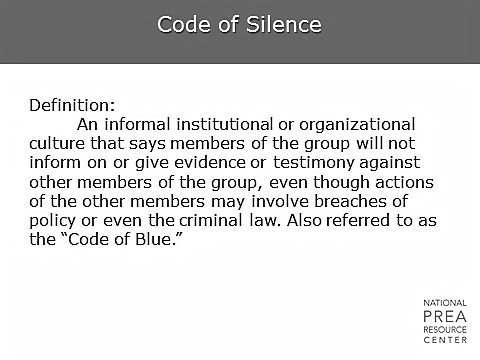 Code of Silence
Definition:
An informal institutional or organizational
culture that says members of the group will not
inform on or give evidence or testimony against
other members of the group, even though actions
of the other members may involve breaches of
policy or even the criminal law. Also referred to as
the “Code of Blue.”
NATIONAL
PREA
RESOURCE
CENTER